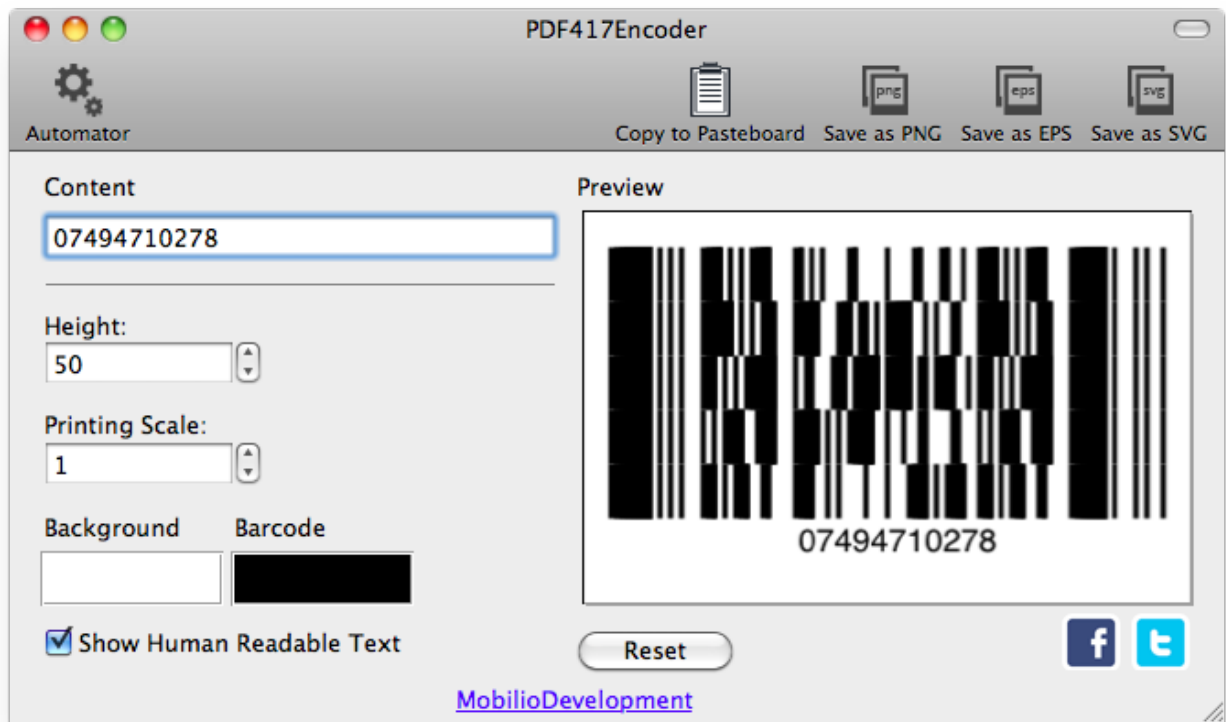 PDF417Encoder
Automator
Copy to Pasteboard
png
Save as PNG
eps
Save as EPS
svg
Save as SVG
Content
07494710278
Height:
50
Printing Scale:
1
Background
Barcode
Show Human Readable Text
Preview
07494710278
Reset
f
t
MobilioDevelopment